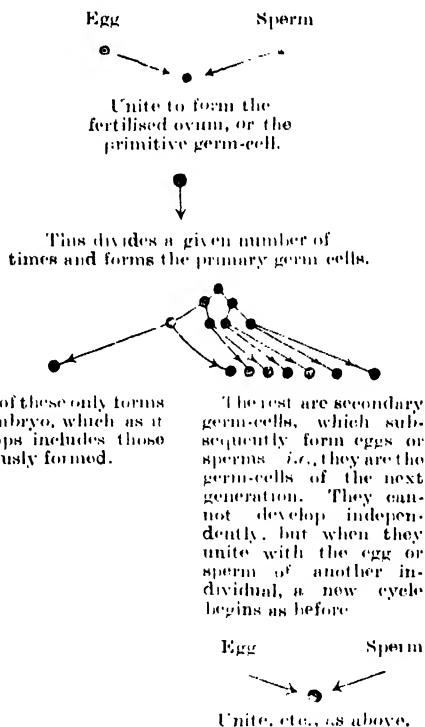 Egg Sperm
Unite to form the
fertilised ovum, or the
primitive germ-cell.
This divides a given number of
times and forms the primary germ cells.
of these only forms
mbryo, which as it
ops includes those
usly formed.
The rest are secondary
germ-cells, which sub-
sequently form eggs or
sperms i.e., they are the
germ-cells of the next
generation. They can-
not develop indepen-
dently, but when they
unite with the egg or
sperm of another in-
dividual, a new cycle
begins as before
Egg Sperm
Unite, etc., as above.